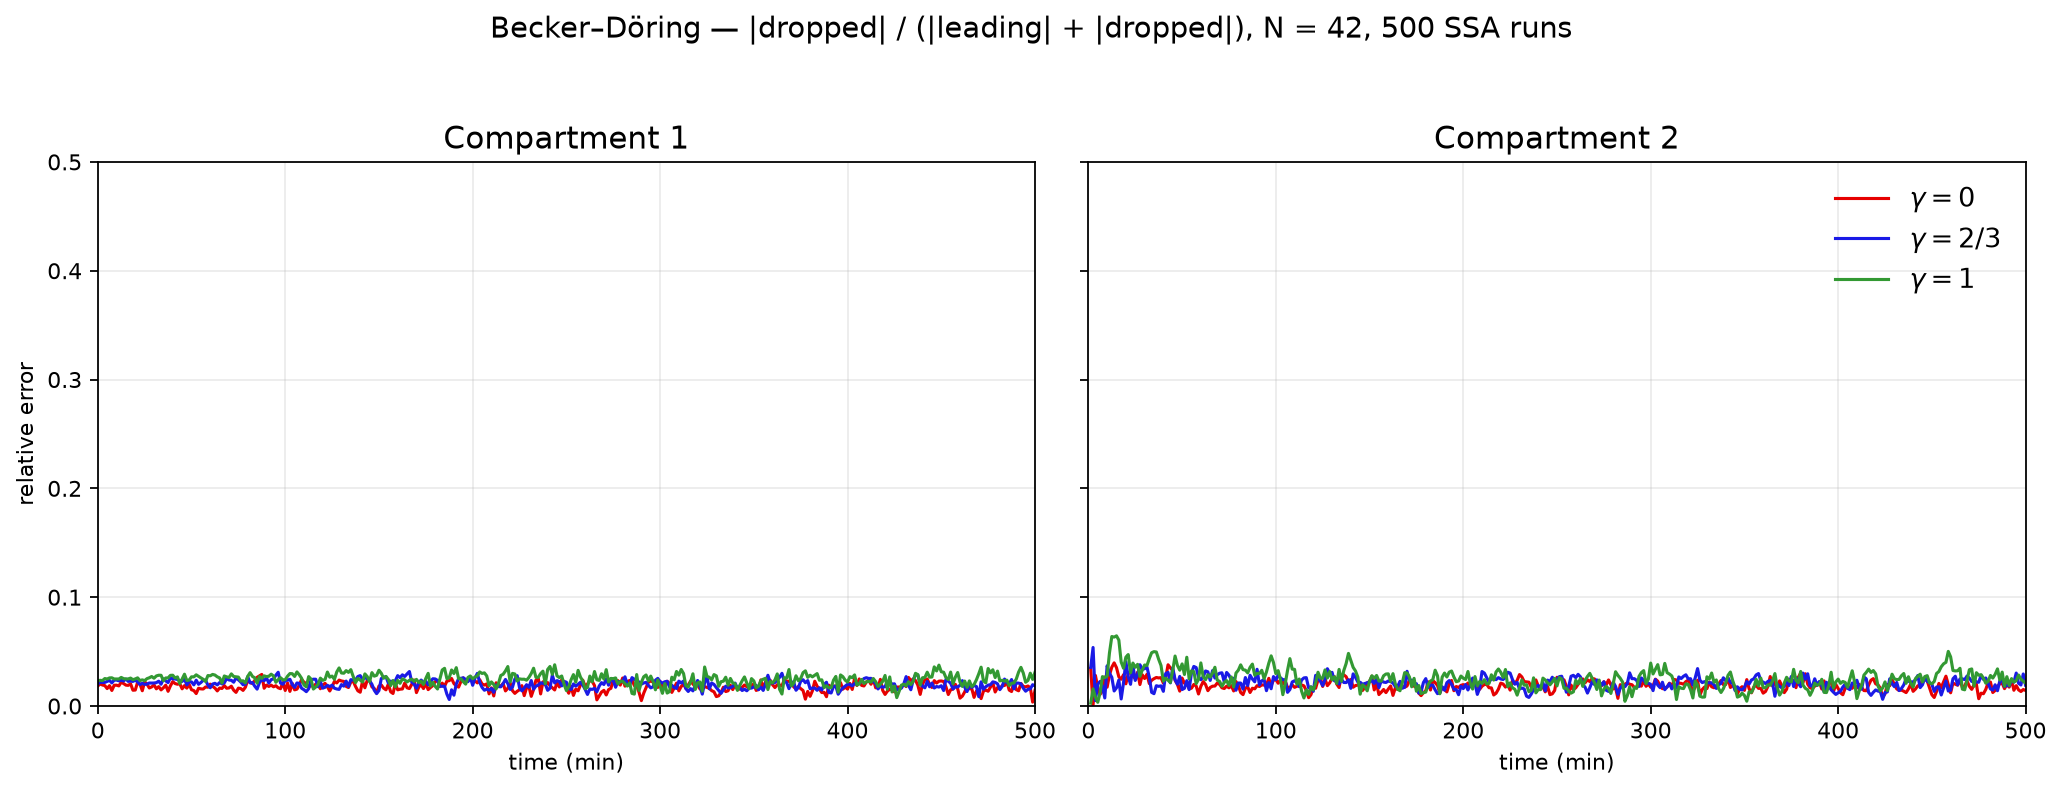 Becker–Döring — |dropped| / (|leading| + |dropped|), N = 42, 500 SSA runs
Compartment 1
Compartment 2
0.5
0.4
0.3
0.2
0.1
0.0
relative error
0 100 200 300 400 500
time (min)
γ = 0
γ = 2/3
γ = 1
0 100 200 300 400 500
time (min)